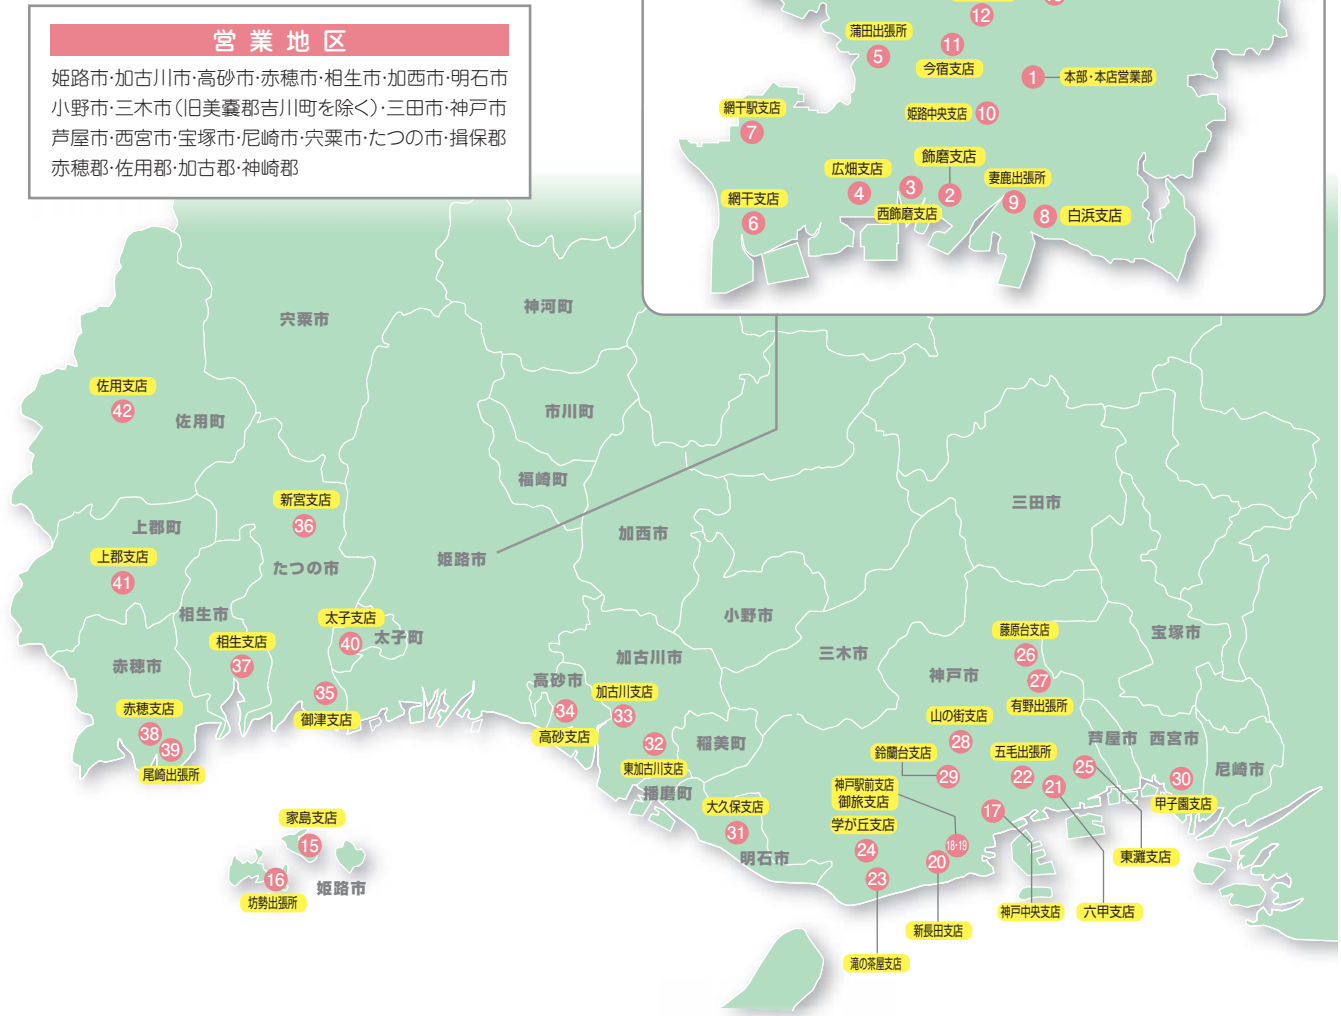 営業地区
姫路市・加古川市・高砂市・赤穂市・相生市・加西市・明石市
小野市・三木市(旧美嚢郡吉川町を除く)・三田市・神戸市
芦屋市・西宮市・宝塚市・尼崎市・宍粟市・たつの市・揖保郡
赤穂郡・佐用郡・加古郡・神崎郡
12
蒲田出張所
5
11
今宿支店
1
本部・本店営業部
網干駅支店
7
姫路中央支店
10
広畑支店
4
3
西飾磨支店
飾磨支店
2
妻鹿出張所
9
8
白浜支店
網干支店
6
宍粟市
神河町
佐用支店
42
佐用町
市川町
福崎町
新宮支店
36
上郡町
上郡支店
41
たつの市
姫路市
加西市
三田市
相生市
相生支店
37
太子支店
40
太子町
小野市
赤穂市
赤穂支店
38
39
尾崎出張所
35
御津支店
高砂市
34
高砂支店
加古川市
加古川支店
33
32
東加古川支店
稲美町
播磨町
三木市
神戸市
藤原台支店
26
27
有野出張所
宝塚市
山の街支店
28
鈴蘭台支店
29
五毛出張所
22
21
25
芦屋市
西宮市
30
甲子園支店
尼崎市
神戸駅前支店
御旅支店
18・19
17
大久保支店
31
明石市
学が丘支店
24
23
20
東灘支店
神戸中央支店
六甲支店
新長田支店
滝の茶屋支店
家島支店
15
16
坊勢出張所
姫路市